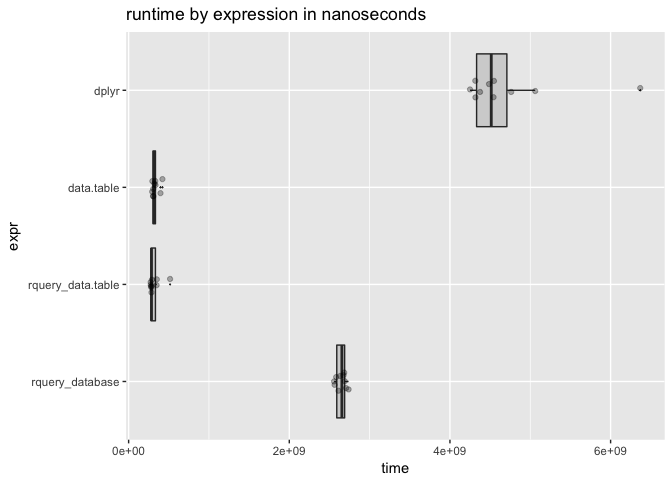 runtime by expression in nanoseconds
dplyr
data.table
rquery_data.table
rquery_database
expr
0e+00
2e+09
4e+09
6e+09
time